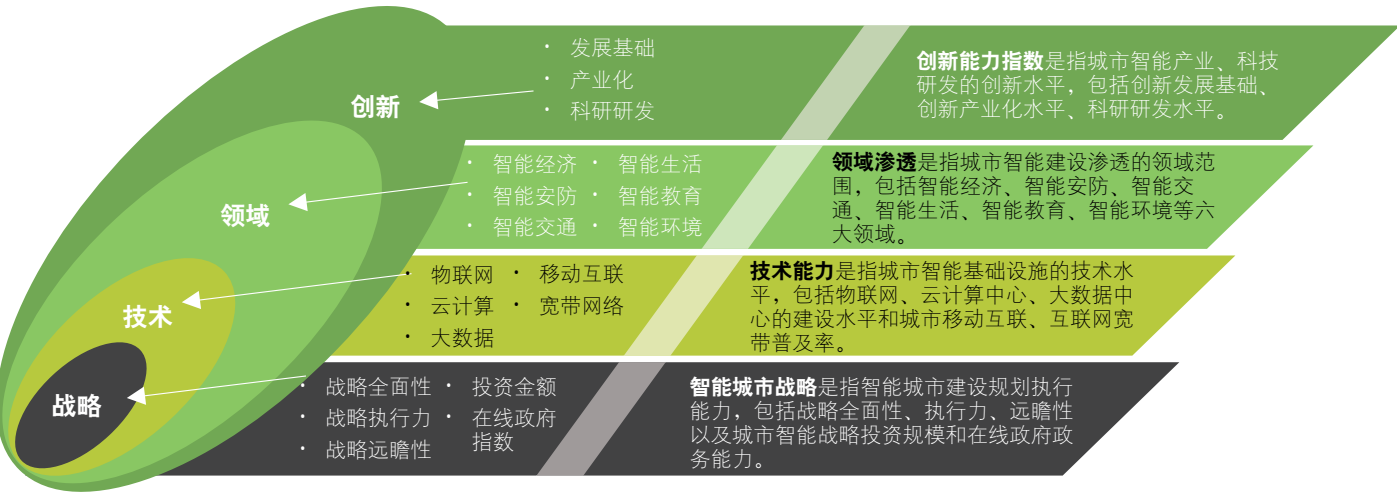 创新
· 发展基础
· 产业化
· 科研研发
创新能力指数是指城市智能产业、科技
研发的创新水平，包括创新发展基础、
创新产业化水平、科研研发水平。
领域
· 智能经济 · 智能生活
· 智能安防 · 智能教育
· 智能交通 · 智能环境
领域渗透是指城市智能建设渗透的领域范
围，包括智能经济、智能安防、智能交
通、智能生活、智能教育、智能环境等六
大领域。
技术
· 物联网 · 移动互联
· 云计算 · 宽带网络
· 大数据
技术能力是指城市智能基础设施的技术水
平，包括物联网、云计算中心、大数据中
心的建设水平和城市移动互联、互联网宽
带普及率。
战略
· 战略全面性 · 投资金额
· 战略执行力 · 在线政府
指数
· 战略远瞻性
智能城市战略是指智能城市建设规划执行
能力，包括战略全面性、执行力、远瞻性
以及城市智能战略投资规模和在线政府政
务能力。